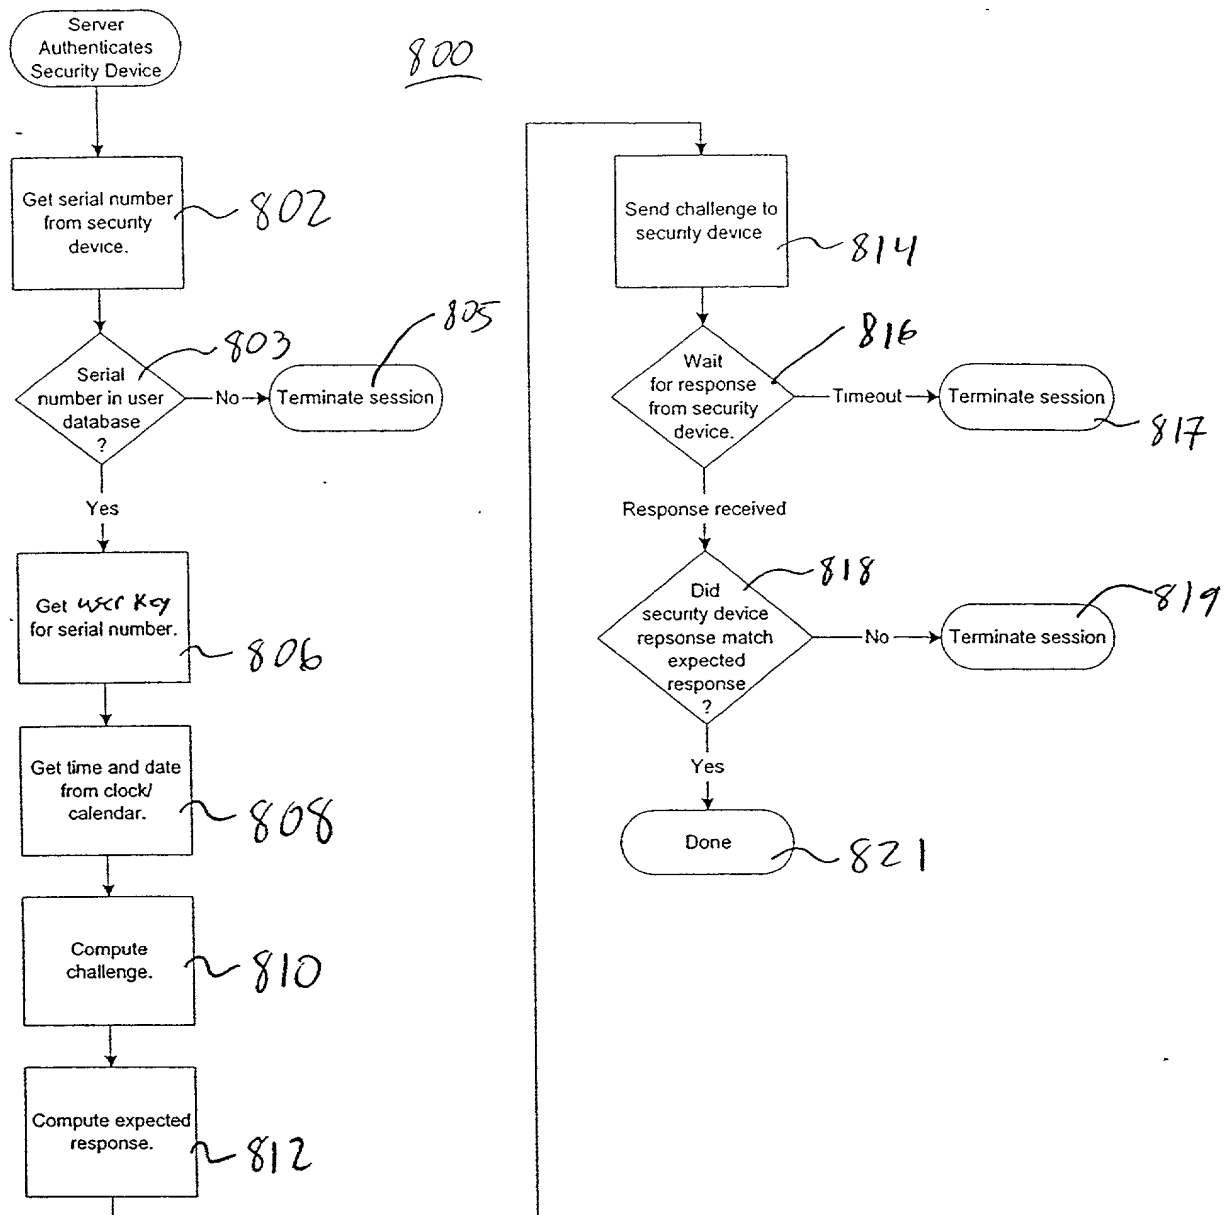 Server
Authenticates
Security Device
800
Get serial number
from security
device.
802
Serial
number in user
database
?
803
No
Terminate session
805
Yes
Get user key
for serial number.
806
Get time and date
from clock/
calendar.
808
Compute
challenge.
810
Compute expected
response.
812
Send challenge to
security device
814
Wait
for response
from security
device.
816
Timeout
Terminate session
817
Response received
Did
security device
repsonse match
expected
response
?
818
No
Terminate session
819
Yes
Done
821